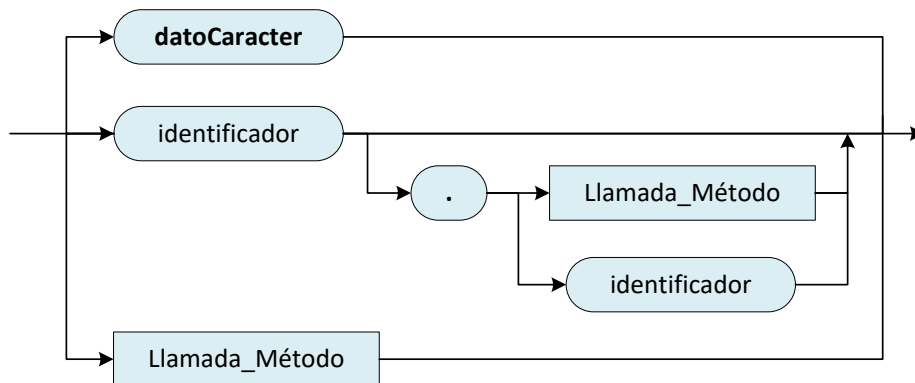 datoCaracter
identificador
.
Llamada_Método
identificador
Llamada_Método